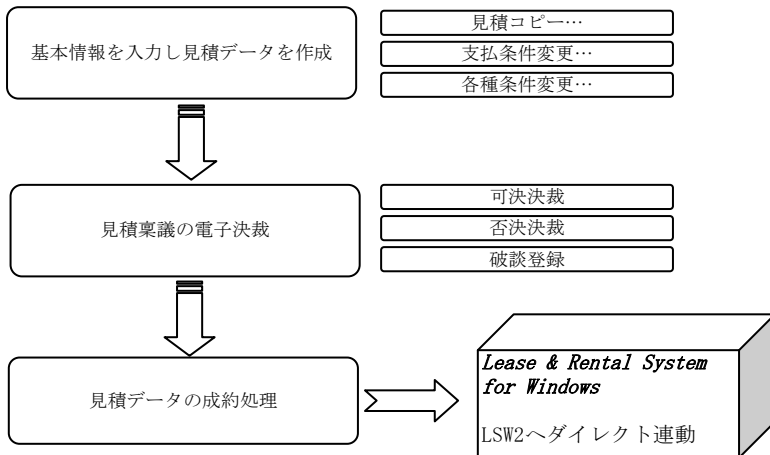 基本情報を入力し見積データを作成
見積コピー…
支払条件変更…
各種条件変更…
見積稟議の電子決裁
可決決裁
否決決裁
破談登録
見積データの成約処理
Lease & Rental System
for Windows
LSW2へダイレクト連動